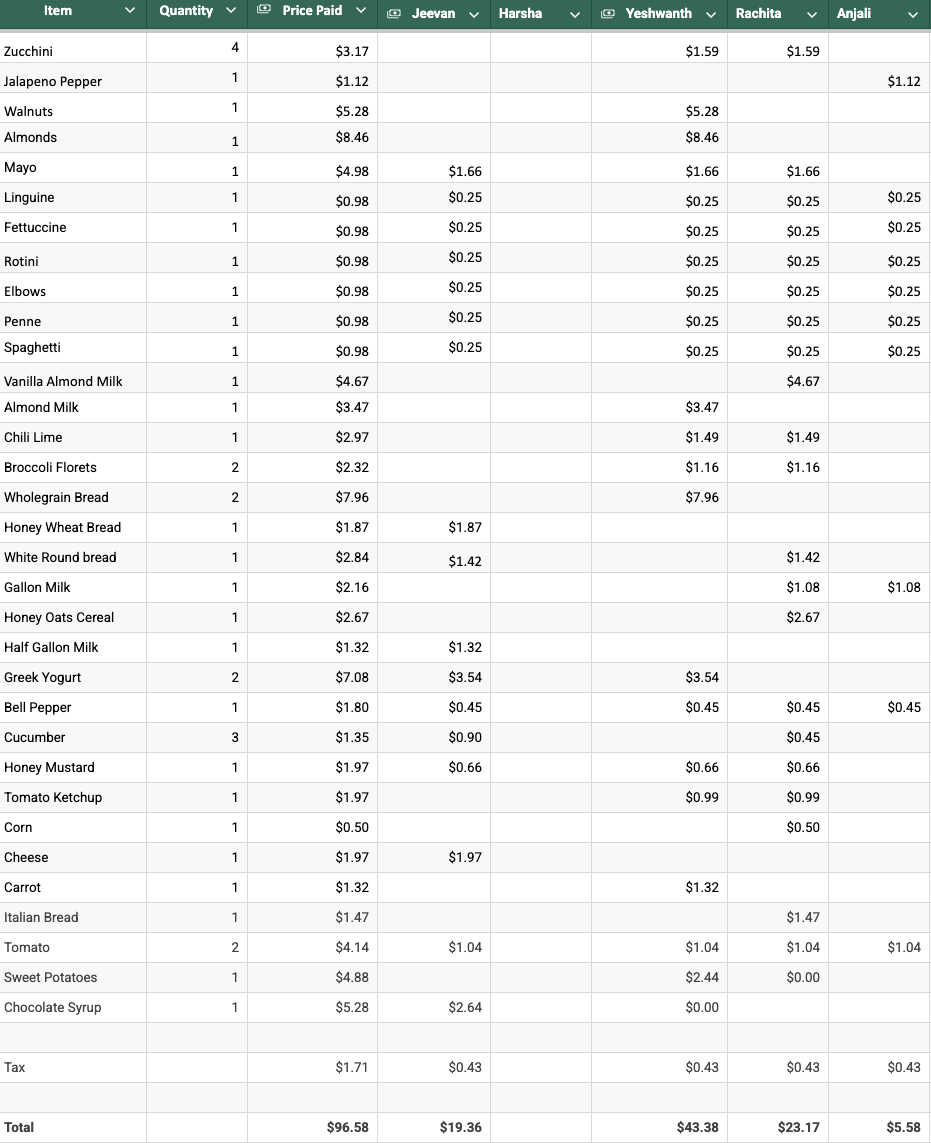 Item Quantity Price Paid Jeevan Harsha Yeshwanth Rachita Anjali
Zucchini 4 $3.17 $1.59 $1.59
Jalapeno Pepper 1 $1.12 $1.12
Walnuts 1 $5.28 $5.28
Almonds 1 $8.46 $8.46
Mayo 1 $4.98 $1.66 $1.66 $1.66
Linguine 1 $0.98 $0.25 $0.25 $0.25 $0.25
Fettuccine 1 $0.98 $0.25 $0.25 $0.25 $0.25
Rotini 1 $0.98 $0.25 $0.25 $0.25 $0.25
Elbows 1 $0.98 $0.25 $0.25 $0.25 $0.25
Penne 1 $0.98 $0.25 $0.25 $0.25 $0.25
Spaghetti 1 $0.98 $0.25 $0.25 $0.25 $0.25
Vanilla Almond Milk 1 $4.67 $4.67
Almond Milk 1 $3.47 $3.47
Chili Lime 1 $2.97 $1.49 $1.49
Broccoli Florets 2 $2.32 $1.16 $1.16
Wholegrain Bread 2 $7.96 $7.96
Honey Wheat Bread 1 $1.87 $1.87
White Round bread 1 $2.84 $1.42 $1.42
Gallon Milk 1 $2.16 $1.08 $1.08
Honey Oats Cereal 1 $2.67 $2.67
Half Gallon Milk 1 $1.32 $1.32
Greek Yogurt 2 $7.08 $3.54 $3.54
Bell Pepper 1 $1.80 $0.45 $0.45 $0.45 $0.45
Cucumber 3 $1.35 $0.90 $0.45
Honey Mustard 1 $1.97 $0.66 $0.66 $0.66
Tomato Ketchup 1 $1.97 $0.99 $0.99
Corn 1 $0.50 $0.50
Cheese 1 $1.97 $1.97
Carrot 1 $1.32 $1.32
Italian Bread 1 $1.47 $1.47
Tomato 2 $4.14 $1.04 $1.04 $1.04 $1.04
Sweet Potatoes 1 $4.88 $2.44 $0.00
Chocolate Syrup 1 $5.28 $2.64 $0.00
Tax $1.71 $0.43 $0.43 $0.43 $0.43
Total $96.58 $19.36 $43.38 $23.17 $5.58